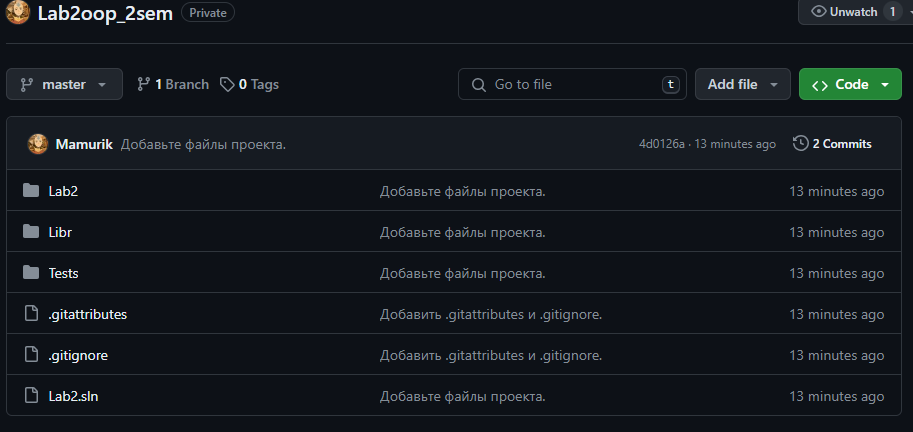 Lab2oop_2sem Private Unwatch 1
master 1 Branch 0 Tags Go to file t Add file Code
Mamurik Добавьте файлы проекта. 4d0126a · 13 minutes ago 2 Commits
Lab2 Добавьте файлы проекта. 13 minutes ago
Libr Добавьте файлы проекта. 13 minutes ago
Tests Добавьте файлы проекта. 13 minutes ago
.gitattributes Добавить .gitattributes и .gitignore. 13 minutes ago
.gitignore Добавить .gitattributes и .gitignore. 13 minutes ago
Lab2.sln Добавьте файлы проекта. 13 minutes ago